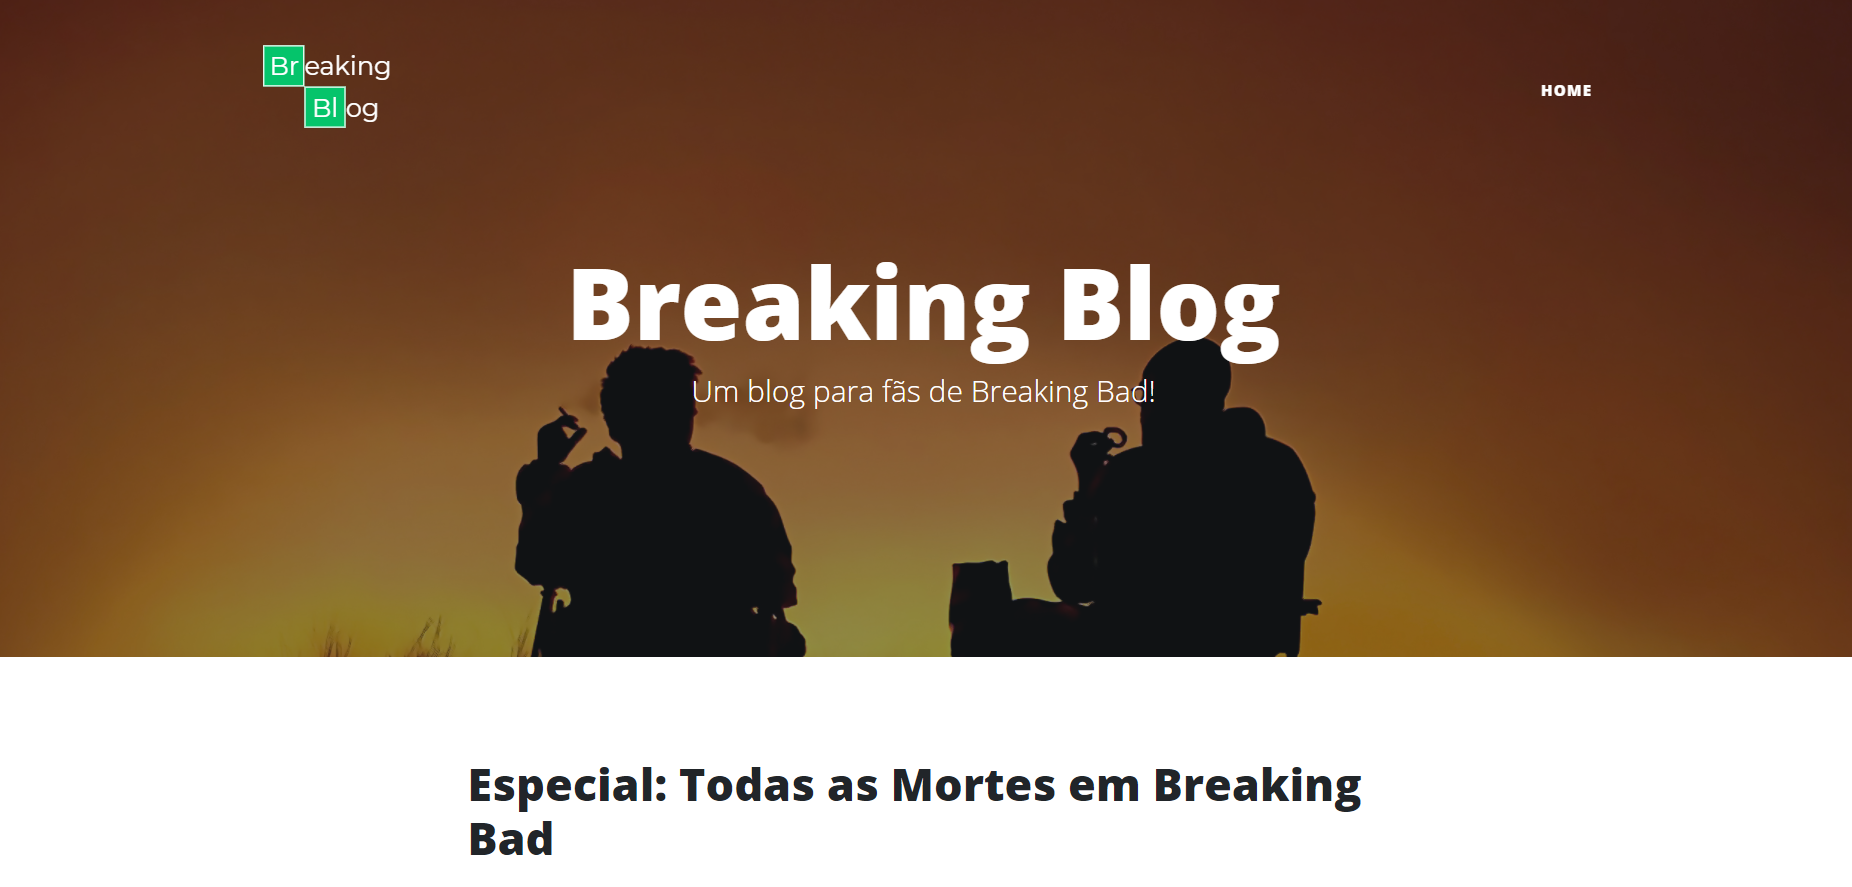 Breaking
Blog
HOME
Breaking Blog
Um blog para fãs de Breaking Bad!
Especial: Todas as Mortes em Breaking
Bad